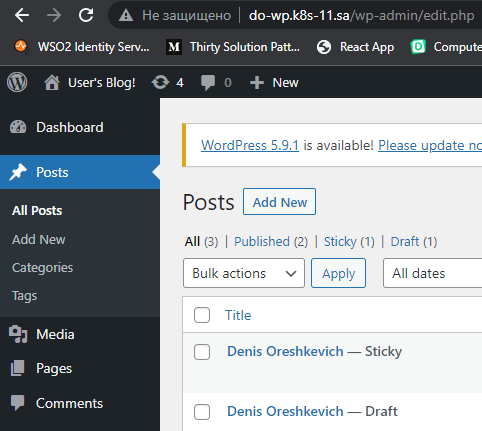 Не защищено | do-wp.k8s-11.sa/wp-admin/edit.php
WSO2 Identity Serv... Thirty Solution Patt... React App Compute
User's Blog! 4 0 New
Dashboard
WordPress 5.9.1 is available! Please update no
Posts
Posts Add New
All Posts
All (3) | Published (2) | Sticky (1) | Draft (1)
Add New
Bulk actions Apply All dates
Categories
Tags
Title
Media
Denis Oreshkevich — Sticky
Pages
Comments
Denis Oreshkevich — Draft